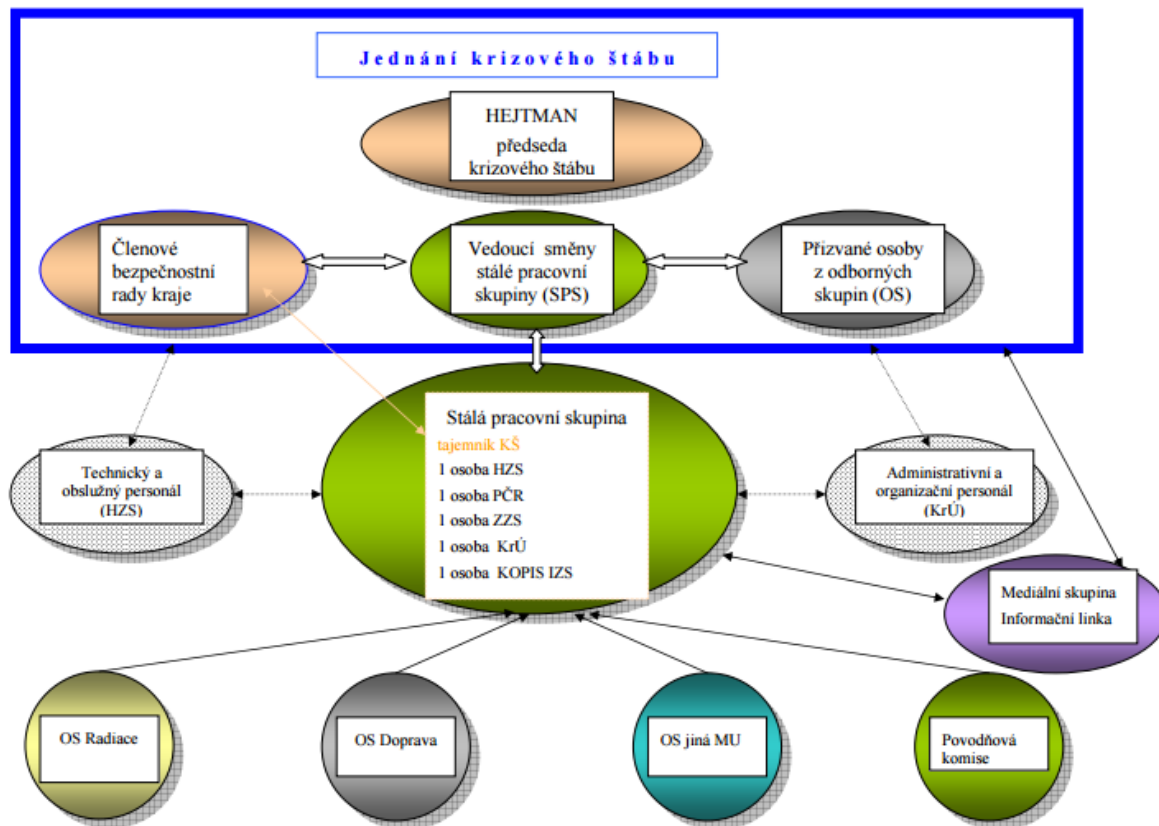 Jednání krizového štábu
HEJTMAN
předseda
krizového štábu
Členové
bezpečnostní
rady kraje
Vedoucí směny
stálé pracovní
skupiny (SPS)
Přizvané osoby
z odborných
skupin (OS)
Stálá pracovní skupina
tajemník KŠ
1 osoba HZS
1 osoba PČR
1 osoba ZZS
1 osoba KrÚ
1 osoba KOPIS IZS
Technický a
obslužný personál
(HZS)
Administrativní a
organizační personál
(KrÚ)
Mediální skupina
Informační linka
OS Radiace
OS Doprava
OS jiná MU
Povodňová
komise